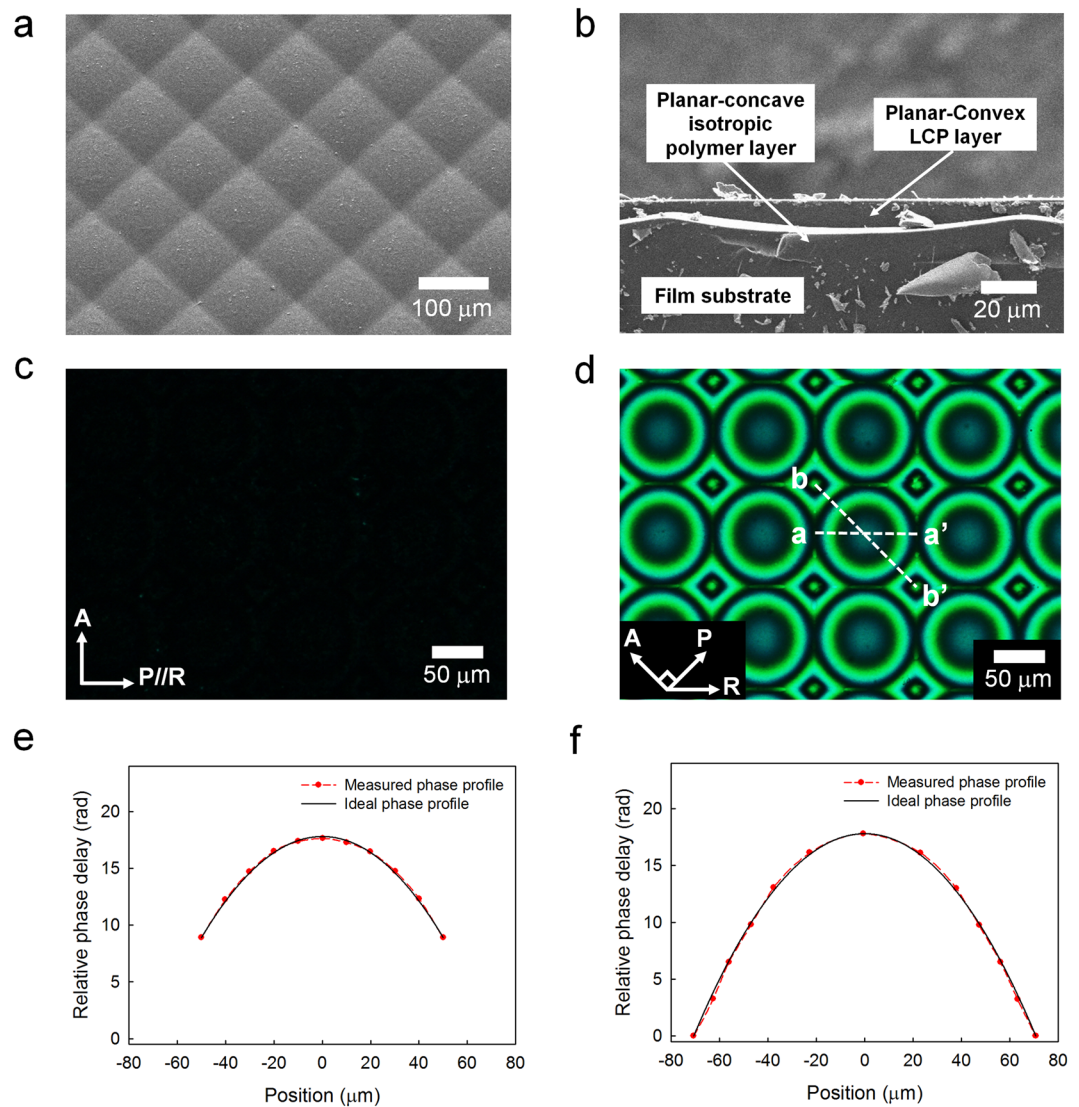 a
100 μm
b
Planar-concave
isotropic
polymer layer
Planar-Convex
LCP layer
Film substrate
20 μm
c
A
P//R
50 μm
d
b
a
a’
b’
A
P
R
50 μm
e
Measured phase profile
Ideal phase profile
Relative phase delay (rad)
20
15
10
5
0
-80
-60
-40
-20
0
20
40
60
80
Position (μm)
f
Measured phase profile
Ideal phase profile
Relative phase delay (rad)
20
15
10
5
0
-80
-60
-40
-20
0
20
40
60
80
Position (μm)